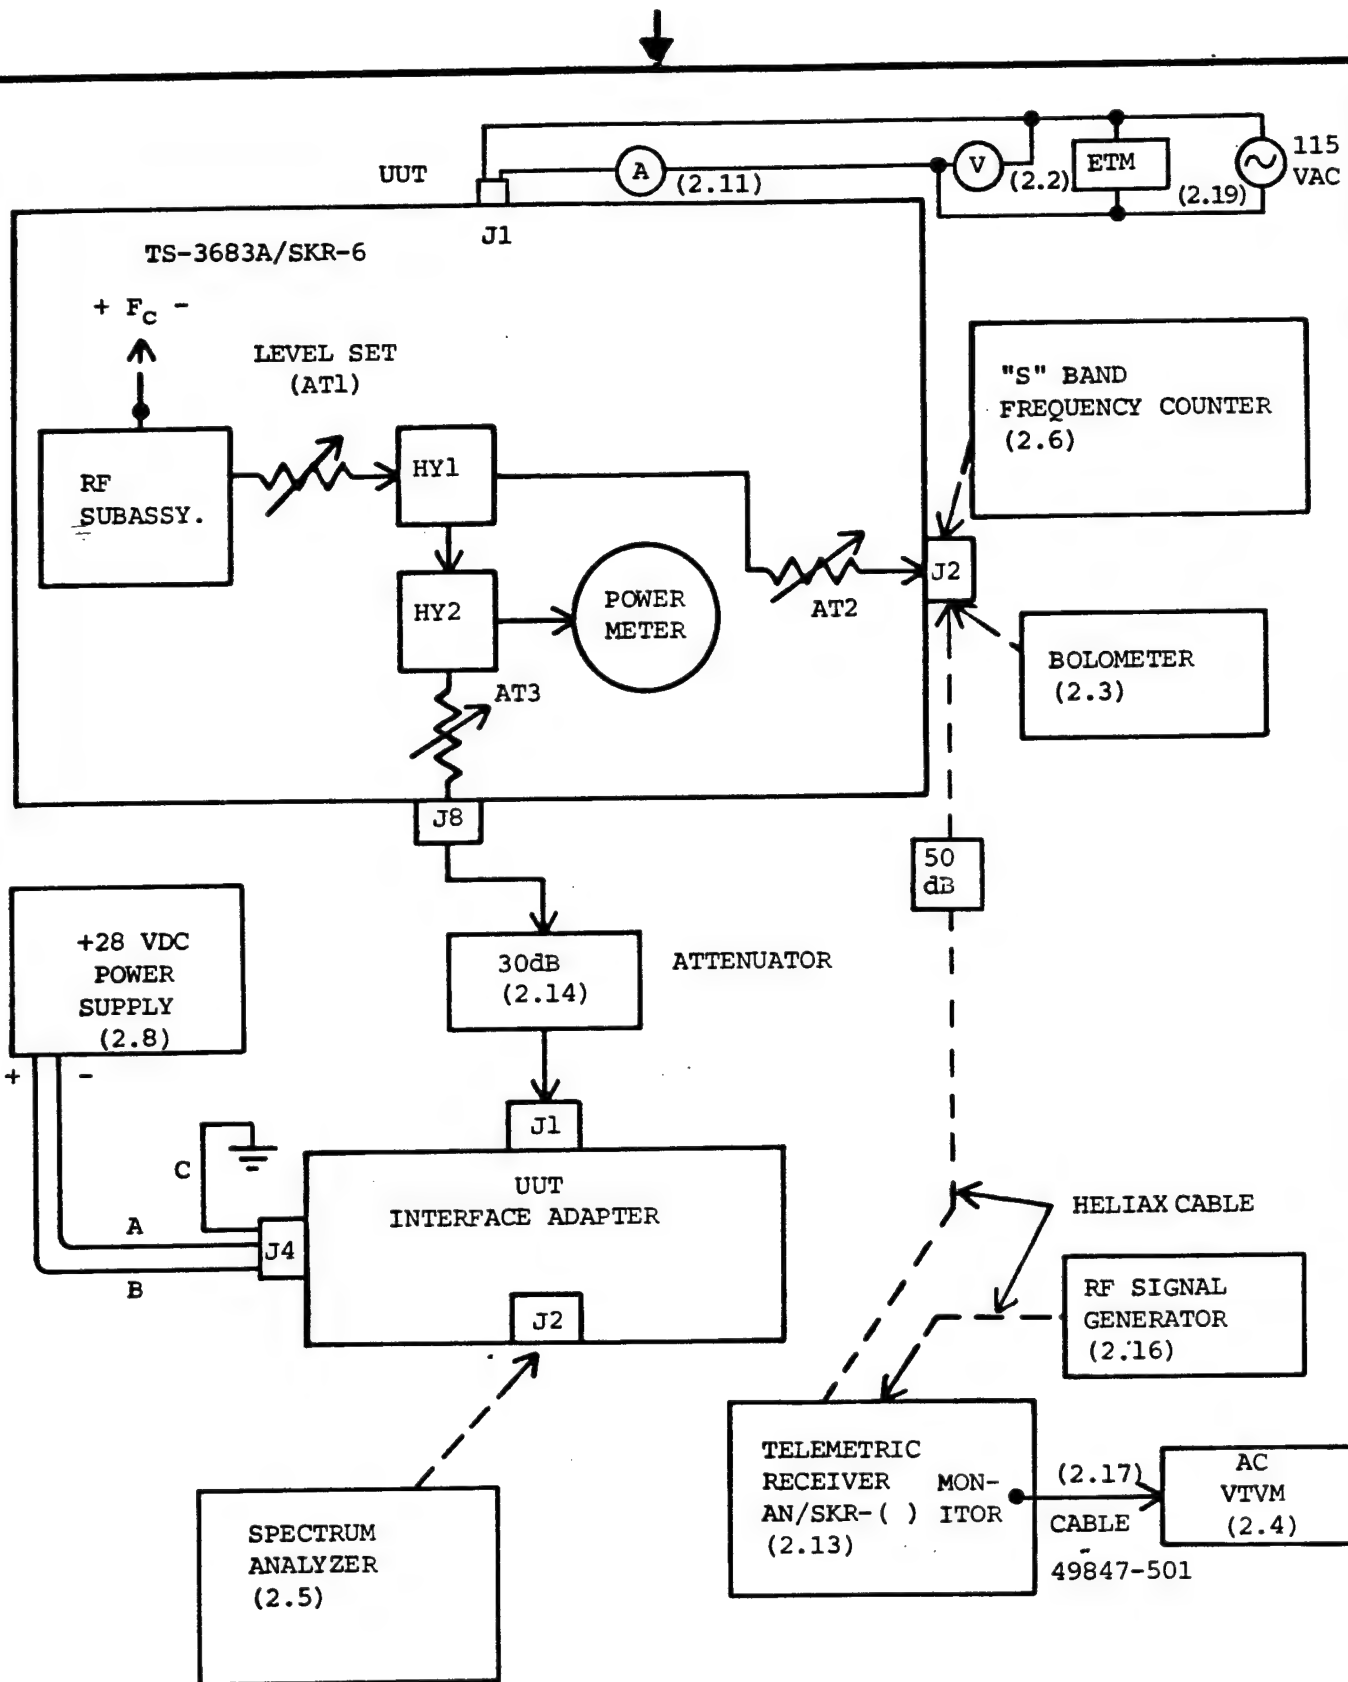 UUT
A
(2.11)
V
(2.2)
ETM
(2.19)
115
VAC
J1
TS-3683A/SKR-6
+ FC -
LEVEL SET
(AT1)
RF
SUBASSY.
HY1
HY2
POWER
METER
AT2
AT3
J2
"S" BAND
FREQUENCY COUNTER
(2.6)
BOLOMETER
(2.3)
J8
50
dB
+28 VDC
POWER
SUPPLY
(2.8)
+ -
30dB
(2.14)
ATTENUATOR
J1
C
UUT
INTERFACE ADAPTER
A
J4
B
J2
HELIAX CABLE
RF SIGNAL
GENERATOR
(2.16)
TELEMETRIC
RECEIVER MON-
AN/SKR-( ) ITOR
(2.13)
(2.17)
CABLE
49847-501
AC
VTVM
(2.4)
SPECTRUM
ANALYZER
(2.5)